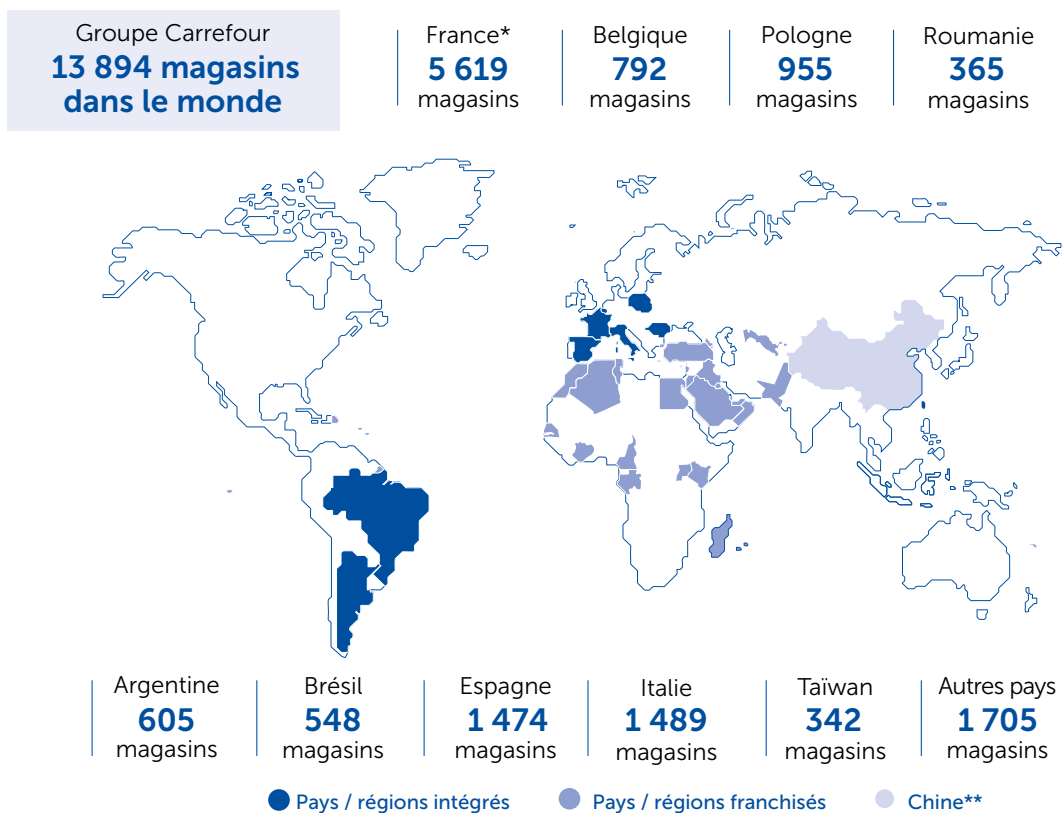 Groupe Carrefour
13 894 magasins
dans le monde
France*
5 619
magasins
Belgique
792
magasins
Pologne
955
magasins
Roumanie
365
magasins
Argentine
605
magasins
Brésil
548
magasins
Espagne
1 474
magasins
Italie
1 489
magasins
Taïwan
342
magasins
Autres pays
1 705
magasins
Pays / régions intégrés
Pays / régions franchisés
Chine**